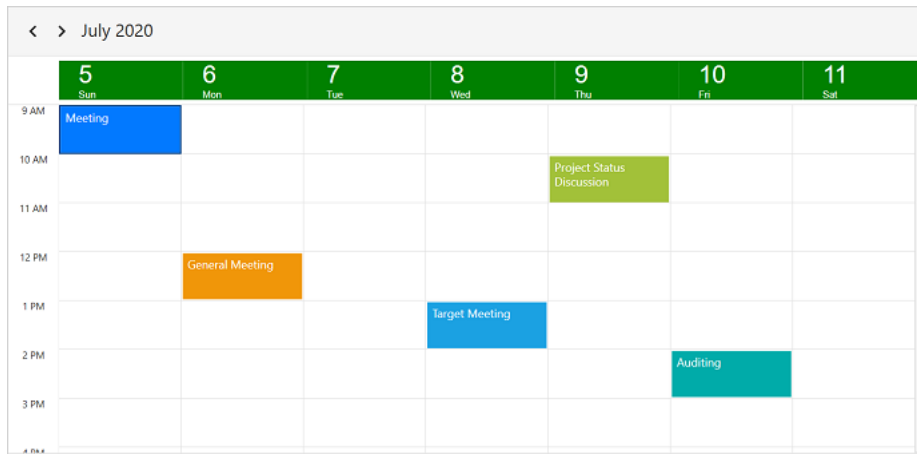 July 2020
5 6 7 8 9 10 11
Sun Mon Tue Wed Thu Fri Sat
9 AM
Meeting
10 AM
Project Status
Discussion
11 AM
12 PM
General Meeting
1 PM
Target Meeting
2 PM
Auditing
3 PM
4 PM